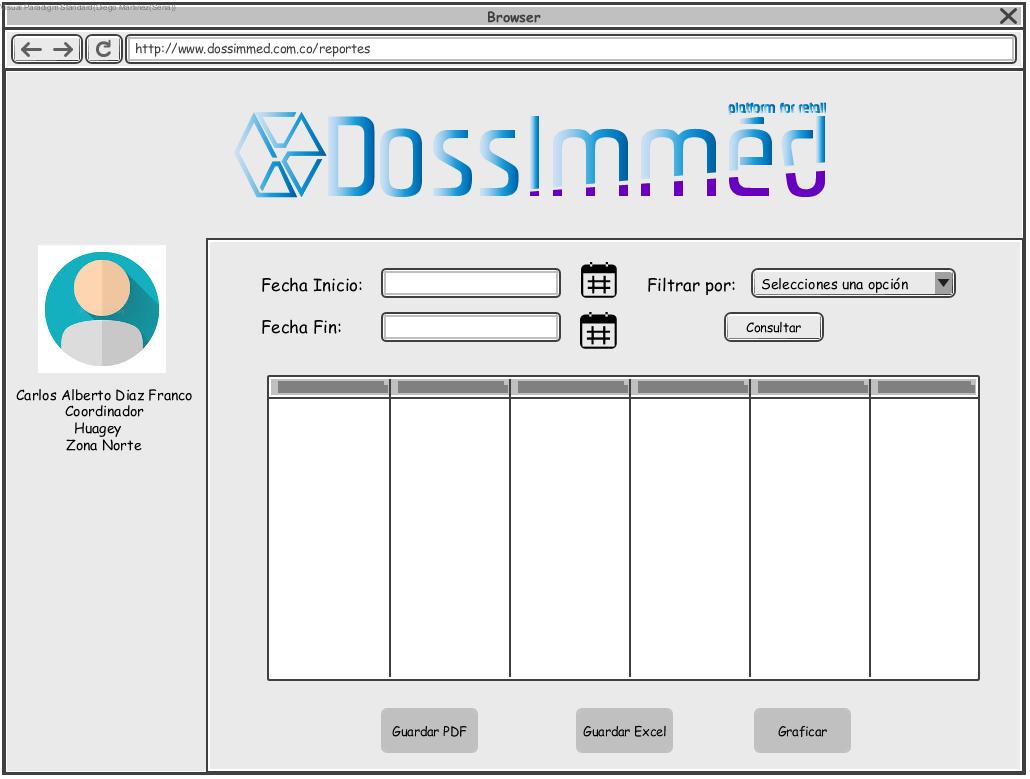 Visual Paradigm Standard(Diego Martinez(Sena))
Browser
http://www.dossimmed.com.co/reportes
platform for retail
DossImmēd
Fecha Inicio:
Filtrar por:
Selecciones una opción
Fecha Fin:
Consultar
Carlos Alberto Diaz Franco
Coordinador
Huagey
Zona Norte
Guardar PDF
Guardar Excel
Graficar